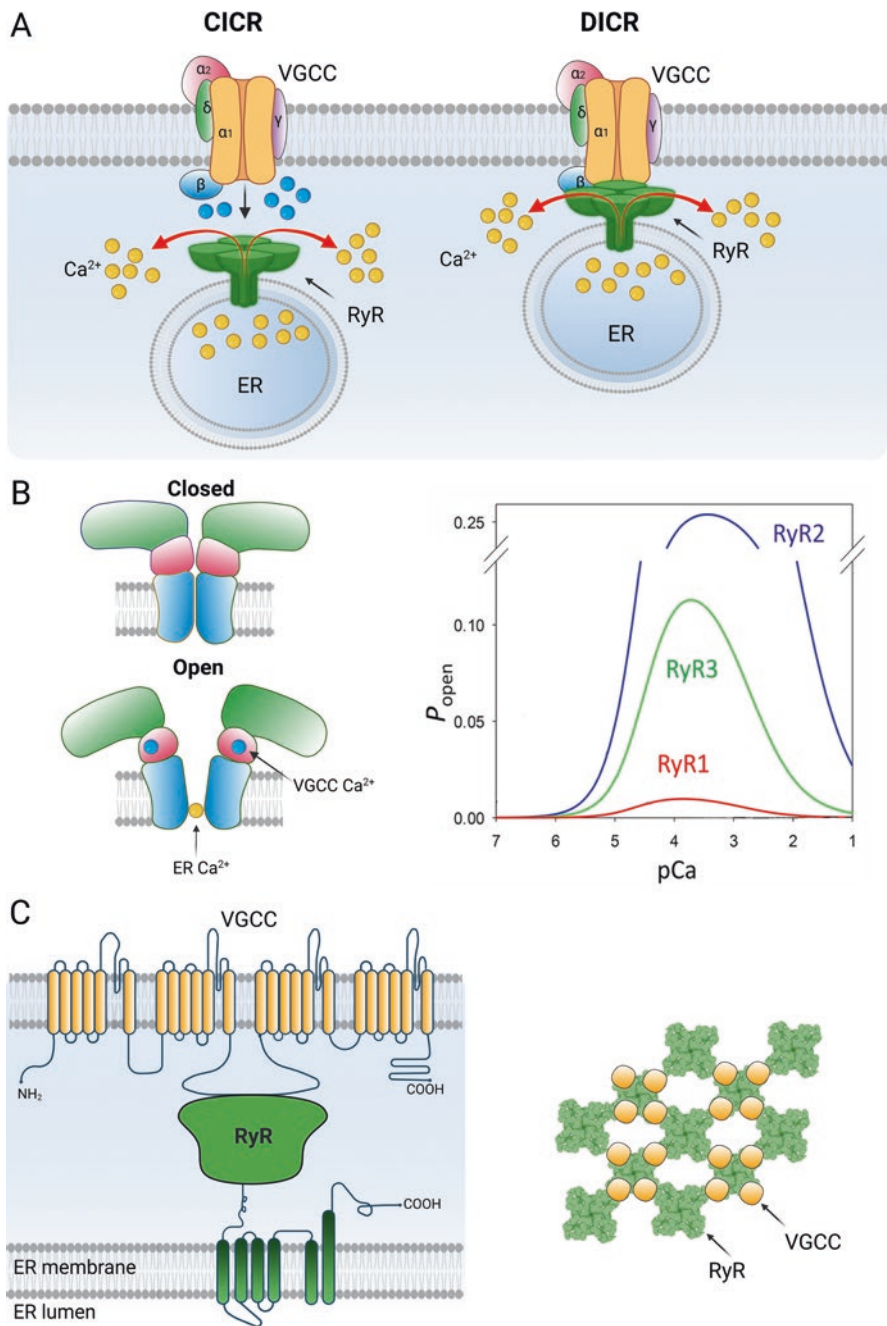 A
CICR
DICR
α2
VGCC
δ
α1
γ
β
Ca2+
RyR
ER
α2
VGCC
δ
α1
γ
β
Ca2+
RyR
ER
B
Closed
Open
VGCC Ca2+
ER Ca2+
0.25
0.10
0.05
0.00
Popen
RyR2
RyR3
RyR1
7
6
5
4
3
2
1
pCa
C
VGCC
NH2
COOH
RyR
COOH
ER membrane
ER lumen
VGCC
RyR